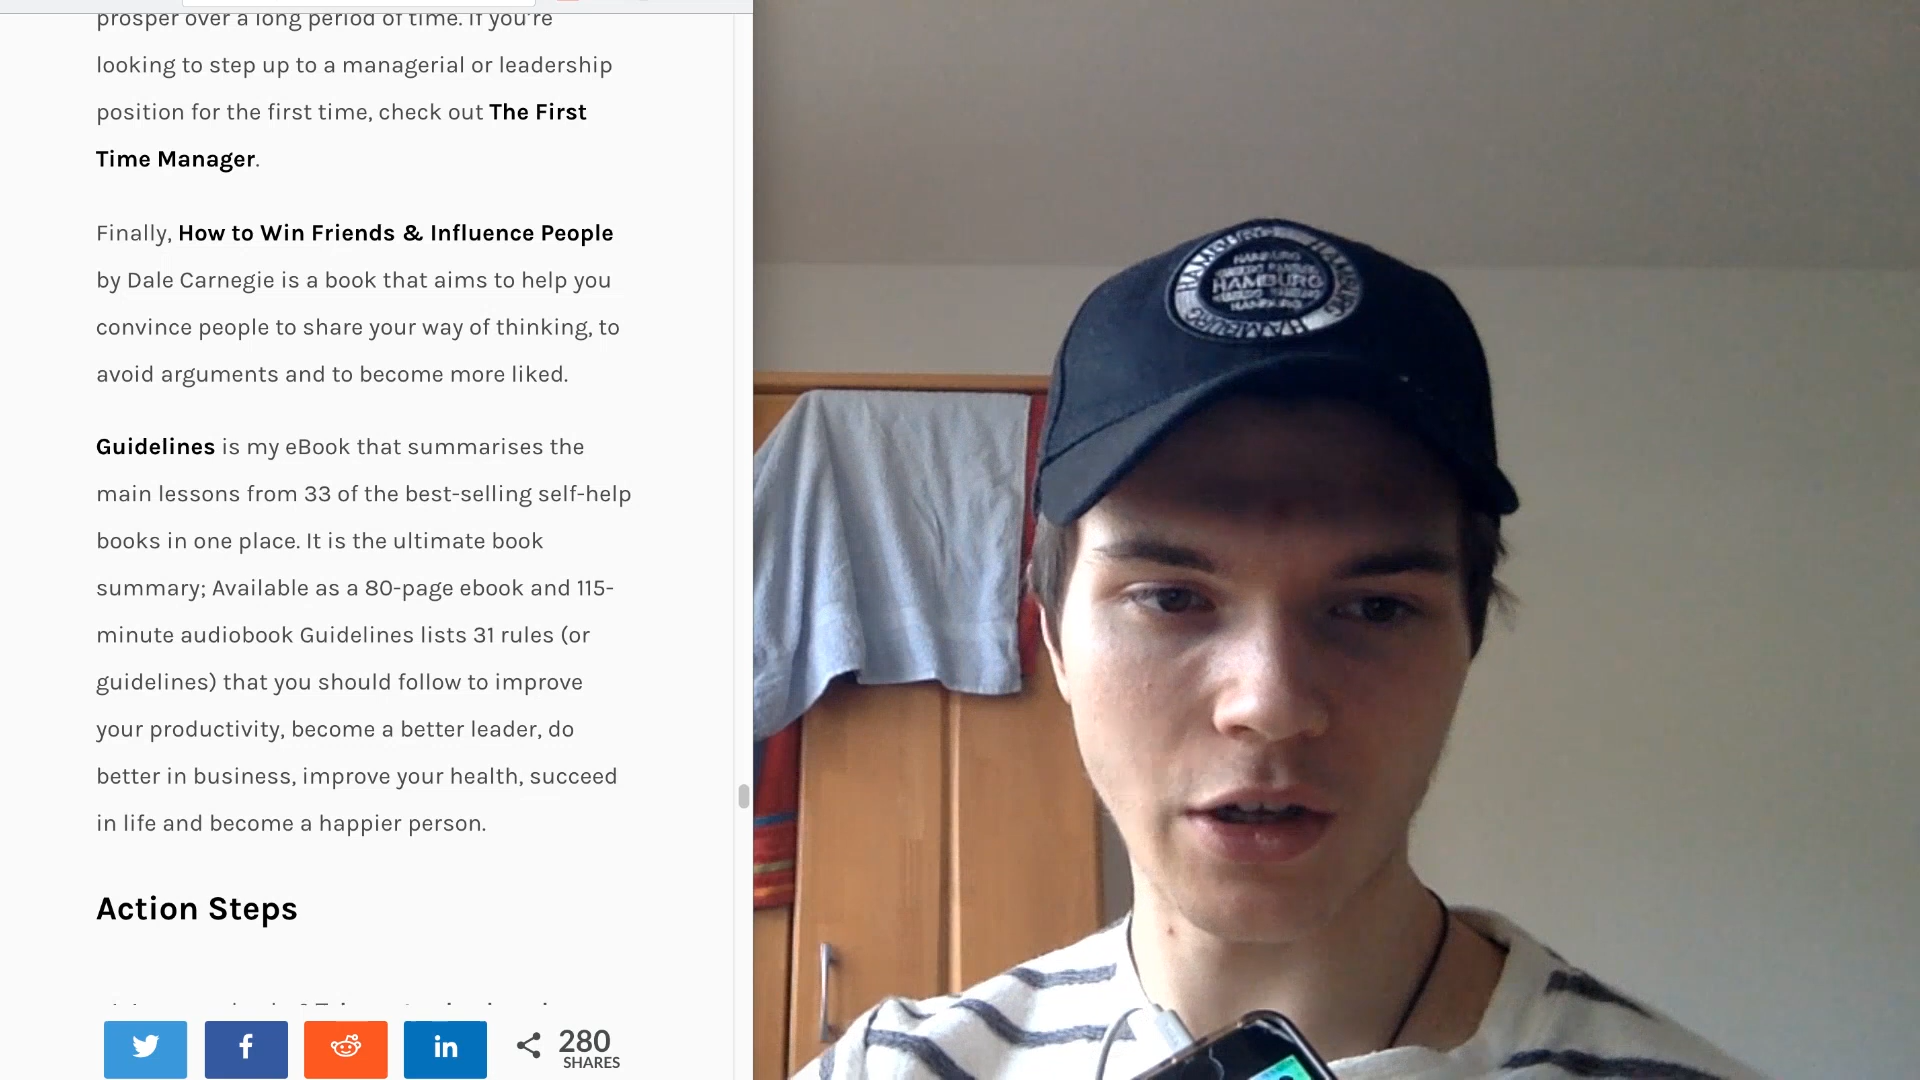 prosper over a long period of time. If you're
looking to step up to a managerial or leadership
position for the first time, check out The First
Time Manager.
Finally, How to Win Friends & Influence People
by Dale Carnegie is a book that aims to help you
convince people to share your way of thinking, to
avoid arguments and to become more liked.
Guidelines is my eBook that summarises the
main lessons from 33 of the best-selling self-help
books in one place. It is the ultimate book
summary; Available as a 80-page ebook and 115-
minute audiobook Guidelines lists 31 rules (or
guidelines) that you should follow to improve
your productivity, become a better leader, do
better in business, improve your health, succeed
in life and become a happier person.
Action Steps
280
SHARES
HAMBURG HAMBURG HAMBURG HAMBURG
HAMBURG
HAMBURG
HAMBURG